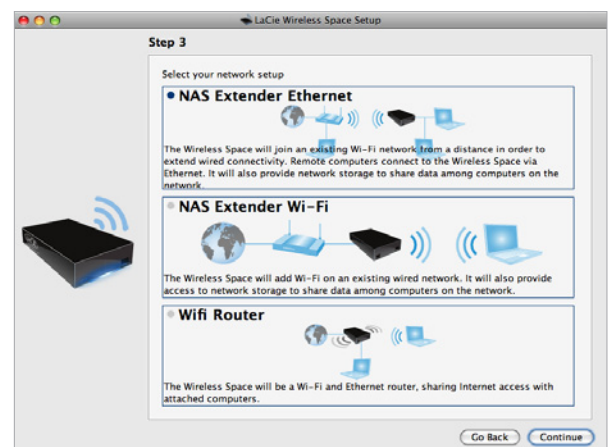 LaCie Wireless Space Setup
Step 3
Select your network setup
NAS Extender Ethernet
The Wireless Space will join an existing Wi-Fi network from a distance in order to
extend wired connectivity. Remote computers connect to the Wireless Space via
Ethernet. It will also provide network storage to share data among computers on the
network.
NAS Extender Wi-Fi
The Wireless Space will add Wi-Fi on an existing wired network. It will also provide
access to network storage to share data among computers on the network.
Wifi Router
The Wireless Space will be a Wi-Fi and Ethernet router, sharing Internet access with
attached computers.
Go Back
Continue